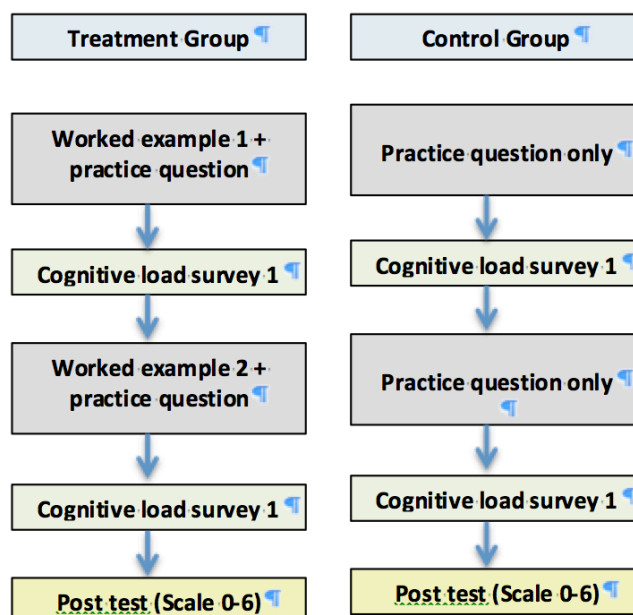 Treatment Group¶
Worked example 1 +
practice question¶
Cognitive load survey 1¶
Worked example 2 +
practice question¶
Cognitive load survey 1¶
Post test (Scale 0-6)¶
Control Group¶
Practice question only¶
Cognitive load survey 1¶
Practice question only¶
¶
Cognitive load survey 1¶
Post test (Scale 0-6)¶